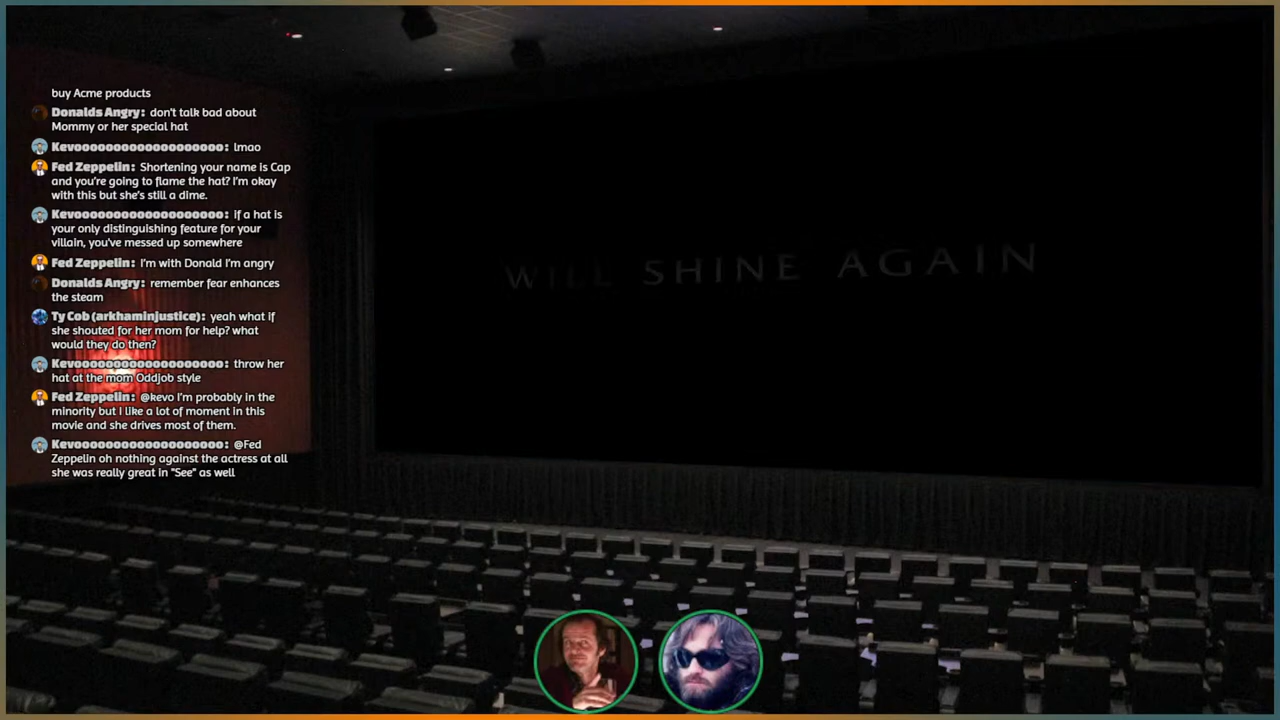 buy Acme products
Donalds Angry: don't talk bad about
Mommy or her special hat
Kevooooooooooooooooooo: lmao
Fed Zeppelin: Shortening your name is Cap
and you're going to flame the hat? I'm okay
with this but she's still a dime.
Kevooooooooooooooooooo: if a hat is
your only distinguishing feature for your
villain, you've messed up somewhere
Fed Zeppelin: I'm with Donald I'm angry
Donalds Angry: remember fear enhances
the steam
Ty Cob (arkhaminjustice): yeah what if
she shouted for her mom for help? what
would they do then?
Kevooooooooooooooooooo: throw her
hat at the mom Oddjob style
Fed Zeppelin: @kevo I'm probably in the
minority but I like a lot of moment in this
movie and she drives most of them.
Kevooooooooooooooooooo: @Fed
Zeppelin oh nothing against the actress at all
she was really great in "See" as well
WILL SHINE AGAIN